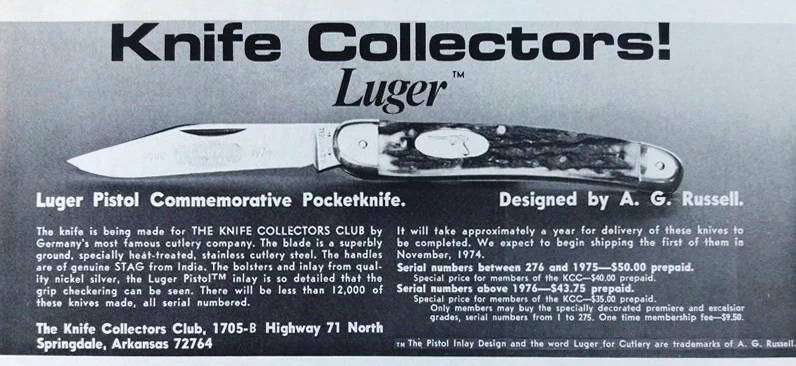 Knife Collectors!
Luger™
Luger Pistol Commemorative Pocketknife.
Designed by A. G. Russell.
The knife is being made for THE KNIFE COLLECTORS CLUB by
Germany's most famous cutlery company. The blade is a superbly
ground, specially heat-treated, stainless cutlery steel. The handles
are of genuine STAG from India. The bolsters and inlay from qual-
ity nickel silver, the Luger Pistol™ inlay is so detailed that the
grip checkering can be seen. There will be less than 12,000 of
these knives made, all serial numbered.
The Knife Collectors Club, 1705-B Highway 71 North
Springdale, Arkansas 72764
It will take approximately a year for delivery of these knives to
be completed. We expect to begin shipping the first of them in
November, 1974.
Serial numbers between 276 and 1975—$50.00 prepaid.
Special price for members of the KCC—$40.00 prepaid.
Serial numbers above 1976—$43.75 prepaid.
Special price for members of the KCC—$35.00 prepaid.
Only members may buy the specially decorated premiere and excelsior
grades, serial numbers from 1 to 275. One time membership fee—$9.50.
TM The Pistol Inlay Design and the word Luger for Cutlery are trademarks of A. G. Russell.